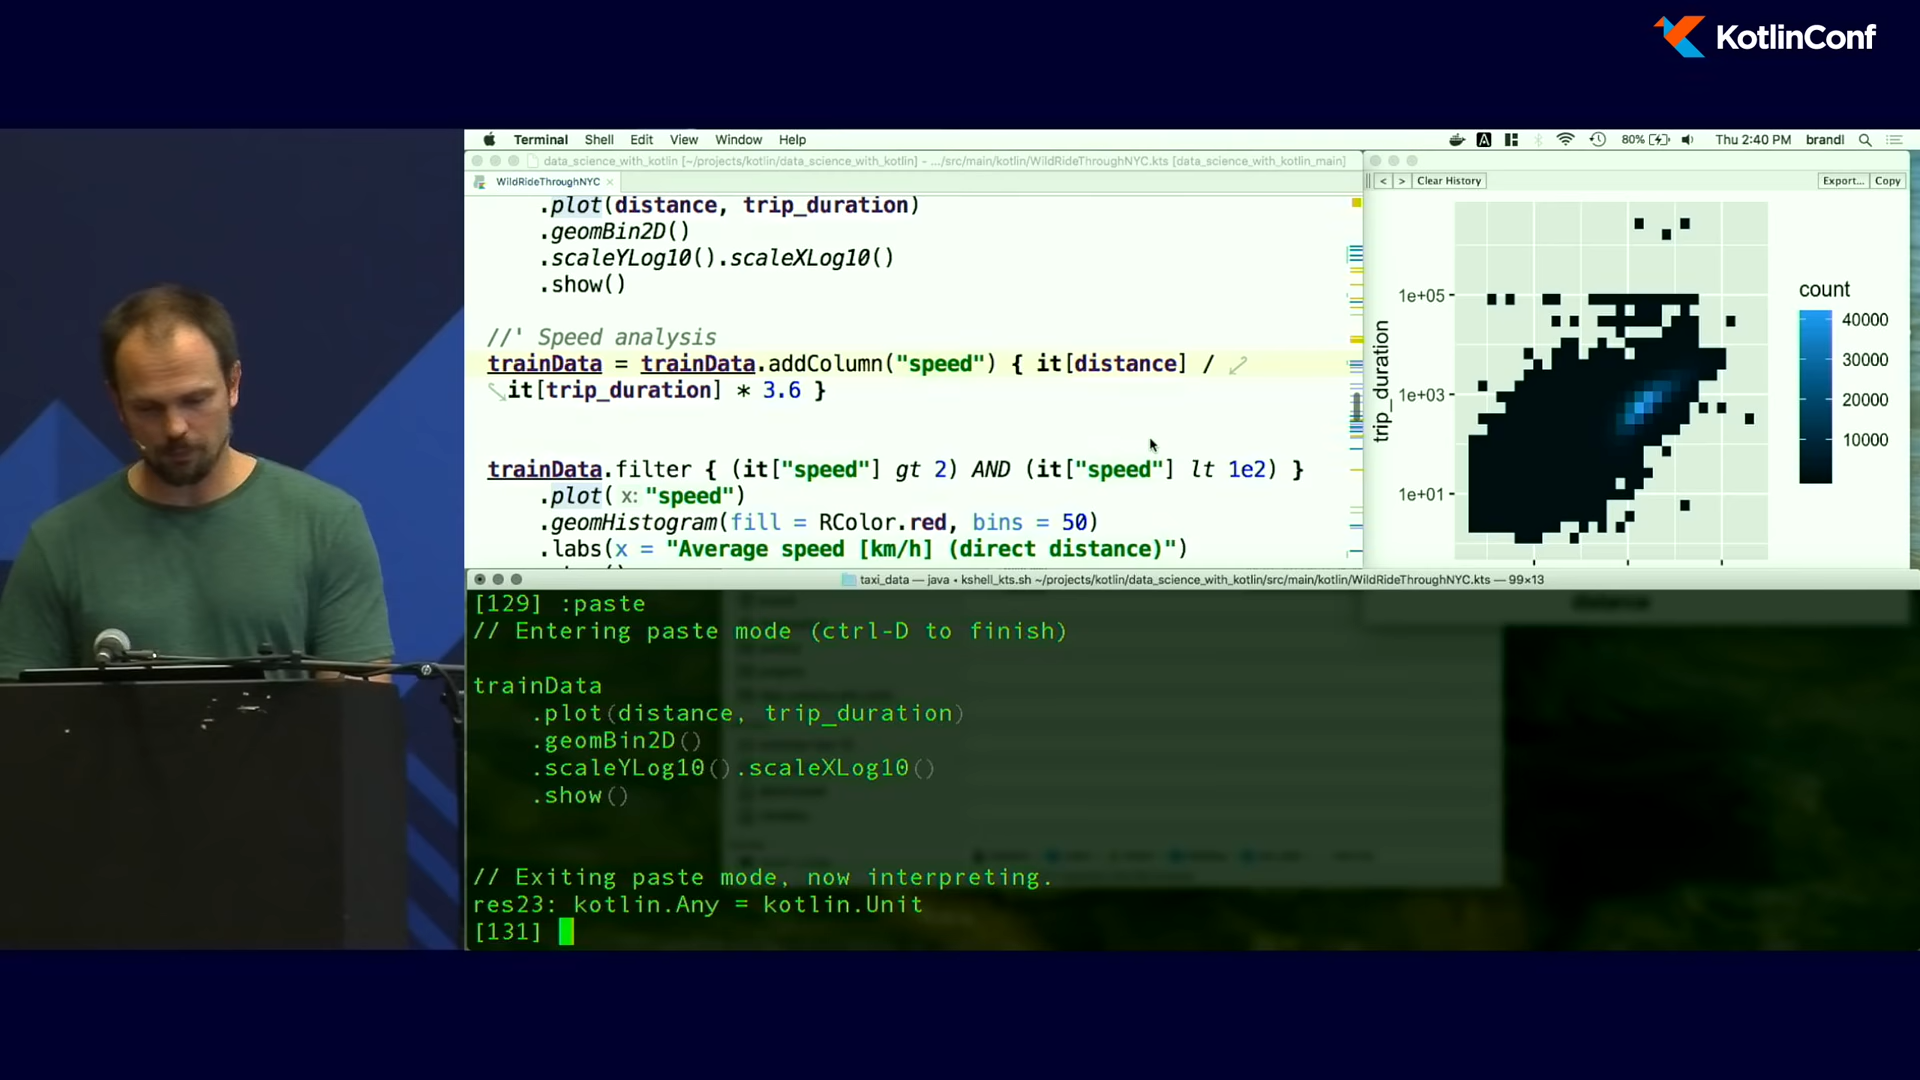 KotlinConf
Terminal Shell Edit View Window Help
80% Thu 2:40 PM brandl
data_science_with_kotlin [~/projects/kotlin/data_science_with_kotlin] - .../src/main/kotlin/WildRideThroughNYC.kts [data_science_with_kotlin_main]
WildRideThroughNYC
< > Clear History Export... Copy
.plot(distance, trip_duration)
.geomBin2D()
.scaleYLog10().scaleXLog10()
.show()
//' Speed analysis
trainData = trainData.addColumn("speed") { it[distance] /
it[trip_duration] * 3.6 }
trainData.filter { (it["speed"] gt 2) AND (it["speed"] lt 1e2) }
.plot( x: "speed")
.geomHistogram(fill = RColor.red, bins = 50)
.labs(x = "Average speed [km/h] (direct distance)")
trip_duration
1e+05
1e+03
1e+01
count
40000
30000
20000
10000
taxi_data — java • kshell_kts.sh ~/projects/kotlin/data_science_with_kotlin/src/main/kotlin/WildRideThroughNYC.kts — 99×13
[129] :paste
// Entering paste mode (ctrl-D to finish)
trainData
.plot(distance, trip_duration)
.geomBin2D()
.scaleYLog10().scaleXLog10()
.show()
// Exiting paste mode, now interpreting.
res23: kotlin.Any = kotlin.Unit
[131]